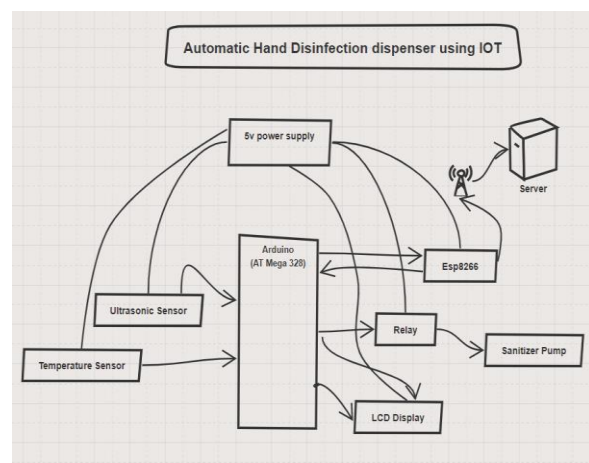 Automatic Hand Disinfection dispenser using IOT
5v power supply
Server
Arduino
(AT Mega 328)
Esp8266
Ultrasonic Sensor
Relay
Sanitizer Pump
Temperature Sensor
LCD Display